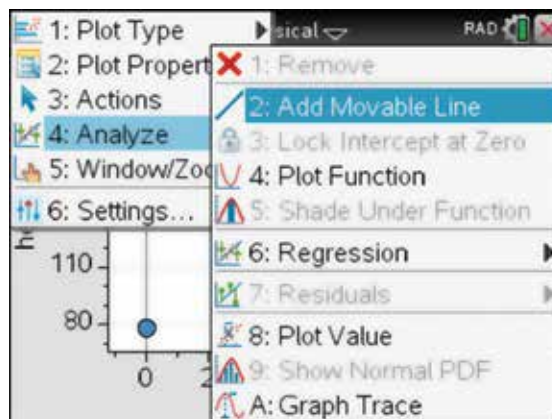 1: Plot Type
sical
RAD
2: Plot Propert
3: Actions
4: Analyze
5: Window/Zoo
6: Settings...
1: Remove
2: Add Movable Line
3: Lock Intercept at Zero
4: Plot Function
5: Shade Under Function
6: Regression
7: Residuals
8: Plot Value
9: Show Normal PDF
A: Graph Trace
he
110
80
0
2